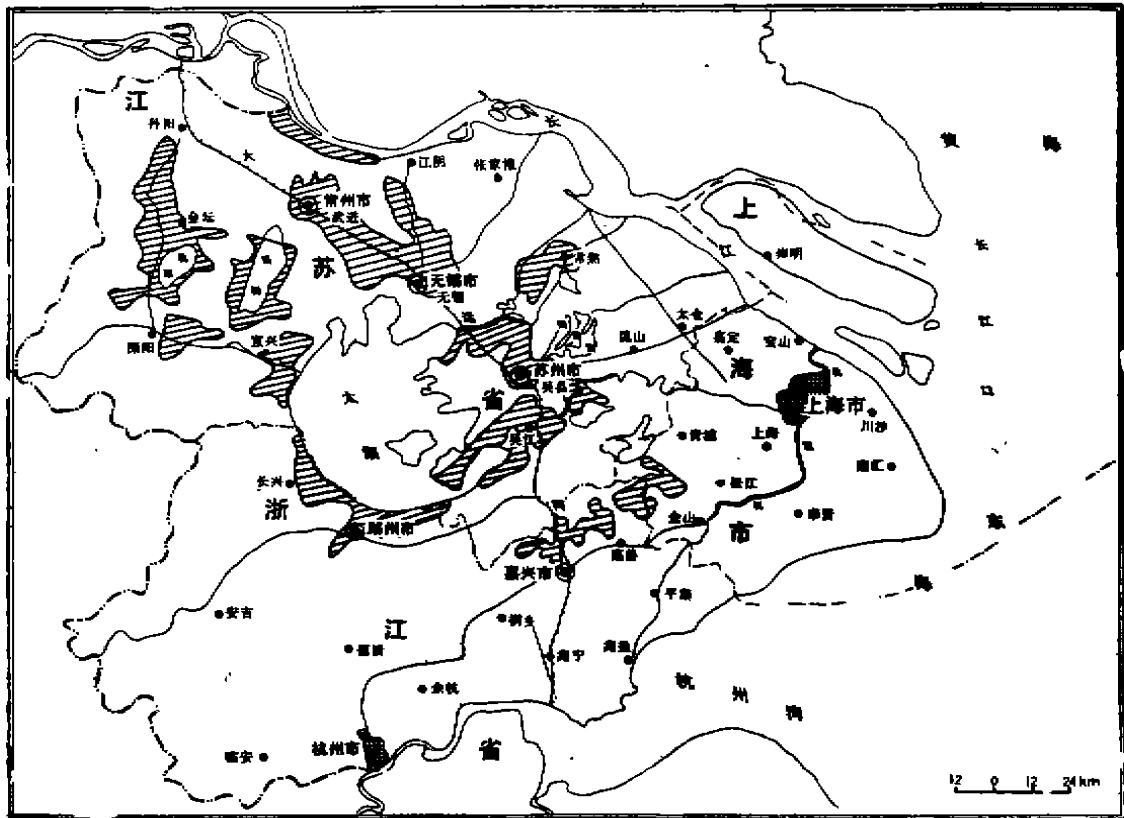 江
丹阳
大
江阴
张家港
长
黄
海
常州市
武进
金坛
上
江
崇明
长
苏
无锡市
无锡
常熟
运
溧阳
宜兴
昆山
太仓
嘉定
宝山
江
海
口
太
省
苏州市
吴县
上海市
川沙
湖
吴江
青浦
上海
南汇
长兴
松江
浙
湖州市
金山
奉贤
市
东
嘉兴市
嘉善
海
安吉
桐乡
平湖
江
德清
海宁
海盐
余杭
杭
州
湾
临安
杭州市
省
12 0 12 24km